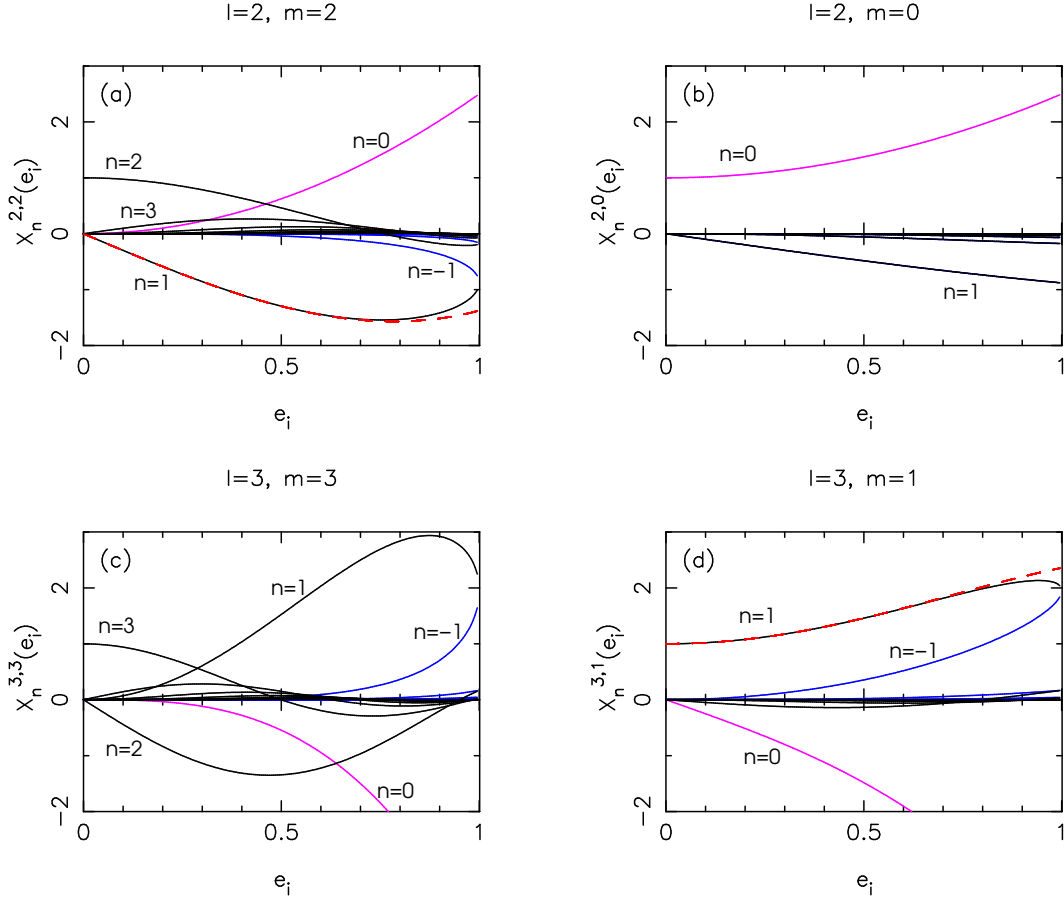 l=2, m=2
(a)
n=0
n=2
n=3
n=-1
n=1
X_n^{2,2}(e_i)
2
0
-2
0
0.5
1
e_i
l=2, m=0
(b)
n=0
n=1
X_n^{2,0}(e_i)
2
0
-2
0
0.5
1
e_i
l=3, m=3
(c)
n=1
n=3
n=-1
n=2
n=0
X_n^{3,3}(e_i)
2
0
-2
0
0.5
1
e_i
l=3, m=1
(d)
n=1
n=-1
n=0
X_n^{3,1}(e_i)
2
0
-2
0
0.5
1
e_i